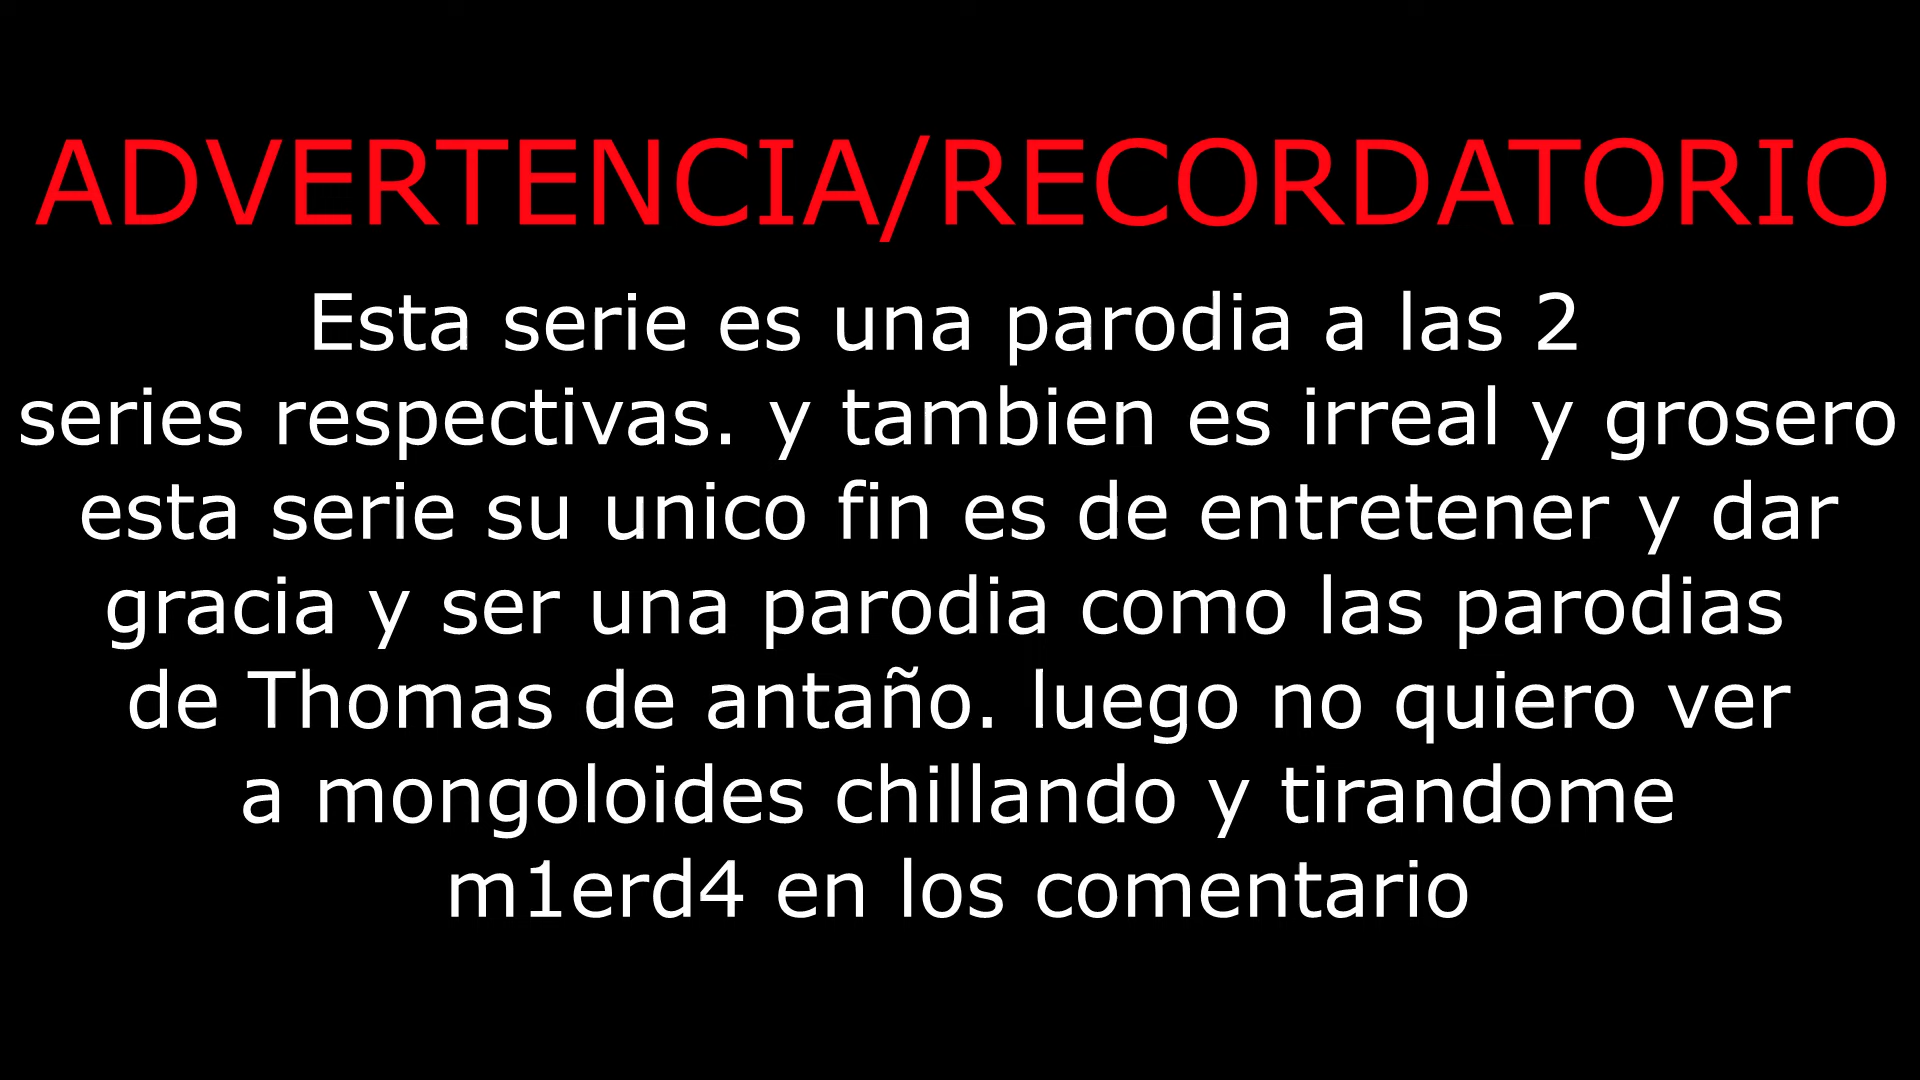 ADVERTENCIA/RECORDATORIO
Esta serie es una parodia a las 2
series respectivas. y tambien es irreal y grosero
esta serie su unico fin es de entretener y dar
gracia y ser una parodia como las parodias
de Thomas de antaño. luego no quiero ver
a mongoloides chillando y tirandome
m1erd4 en los comentario